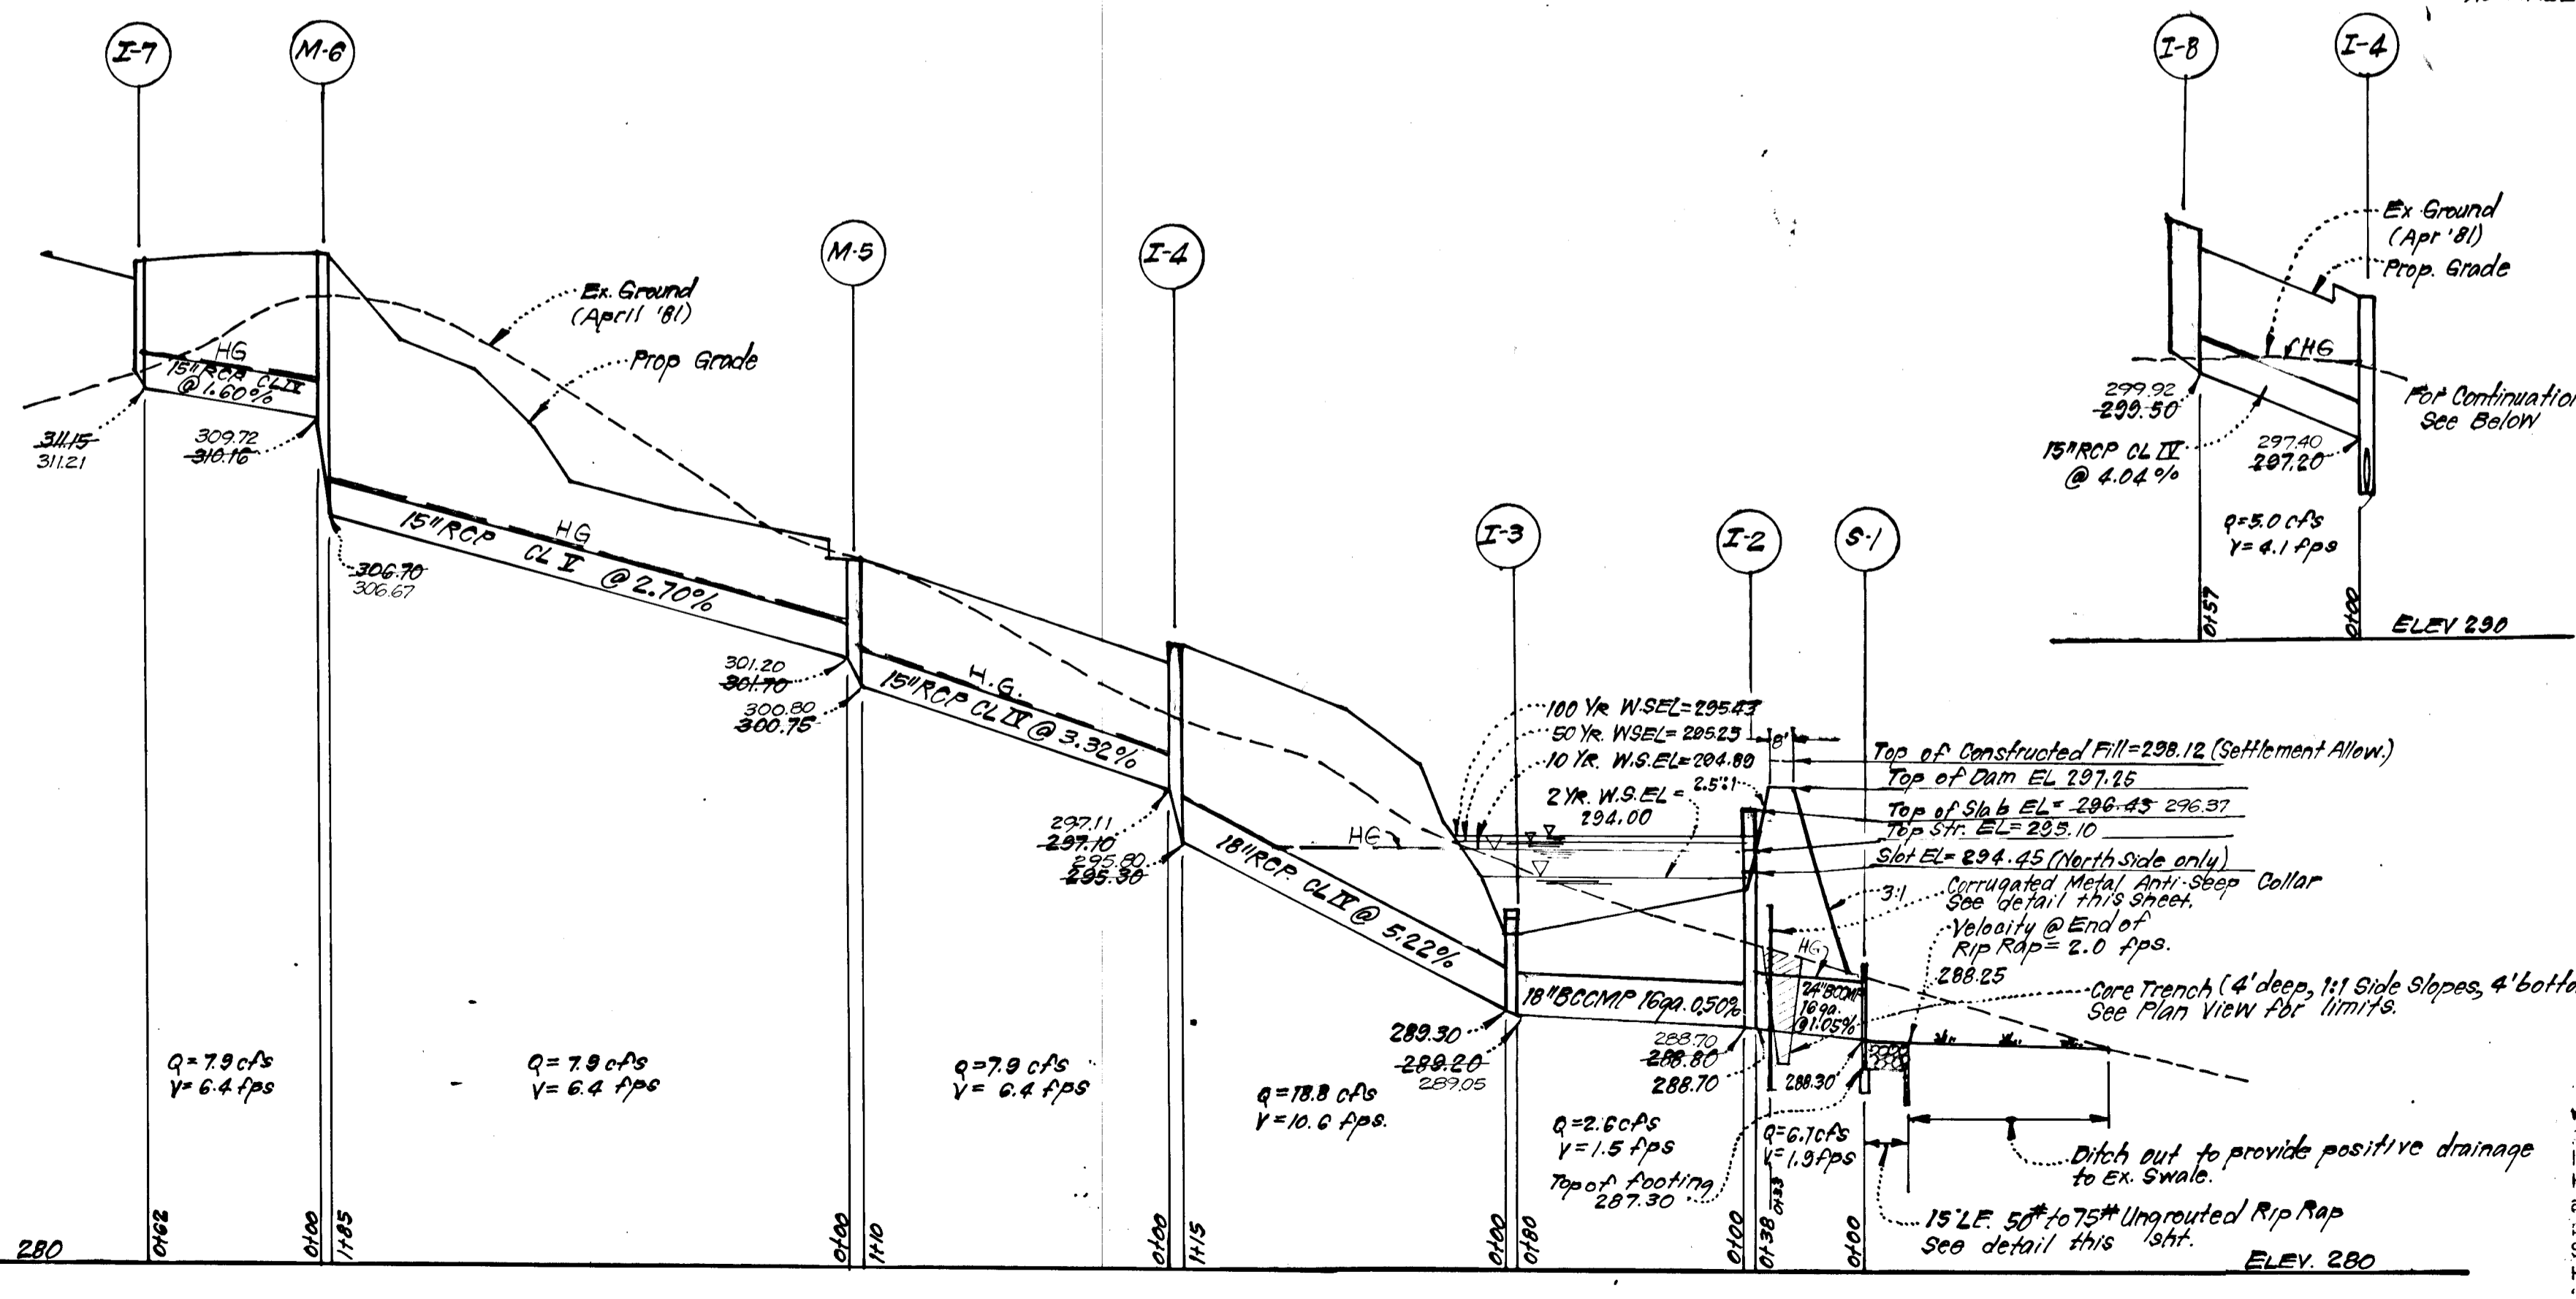 I-7
M-6
M-5
I-4
I-3
I-2
S-1
I-8
I-4
Ex. Ground
(April '81)
Prop Grade
HG
15" RCP CL IV
@ 1.60%
311.15
311.21
309.72
310.16
HG
15" RCP CL V @ 2.70%
306.70
306.67
301.20
301.70
300.80
300.75
H.G.
15" RCP CL IV @ 3.32%
297.11
297.10
295.80
295.30
18" RCP CL IV @ 5.22%
HG
100 YR W.SEL=295.43
50 YR. WSEL=295.25
10 YR. W.S.EL=294.89
2 YR. W.S.EL =
294.00
2.5:1
8'
Top of Constructed Fill=298.12 (Settlement Allow.)
Top of Dam EL 297.25
Top of Slab EL= 296.45 296.37
Top Str. EL=295.10
Slot EL= 294.45 (North Side only)
3:1
Corrugated Metal Anti-Seep Collar
See detail this sheet.
Velocity @ End of
Rip Rap= 2.0 fps.
288.25
Core Trench (4' deep, 1:1 Side Slopes, 4' botto
See Plan View for limits.
HG
18" BCCMP 16ga. 0.50%
24" BCCMP
16 ga.
@1.05%
289.30
289.20
289.05
288.70
288.80
288.70
288.30
Q=7.9 cfs
V=6.4 fps
Q=7.9 cfs
V=6.4 fps
Q=7.9 cfs
V=6.4 fps
Q=18.8 cfs
V=10.6 fps.
Q=2.6cfs
V=1.5 fps
Q=6.1cfs
V=1.9fps
Top of footing
287.30
Ditch out to provide positive drainage
to Ex. Swale.
15' L.F. 50# to 75# Ungrouted Rip Rap
See detail this sht.
280
0+62
0+00
1+85
0+00
1+10
0+00
1+15
0+00
0+80
0+00
0+38
0+33
0+00
ELEV. 280
Ex Ground
(Apr '81)
Prop. Grade
HG
299.92
299.50
15" RCP CL IV
@ 4.04%
297.40
297.20
For Continuation
See Below
Q=5.0 cfs
V=4.1 fps
0+57
0+00
ELEV 290